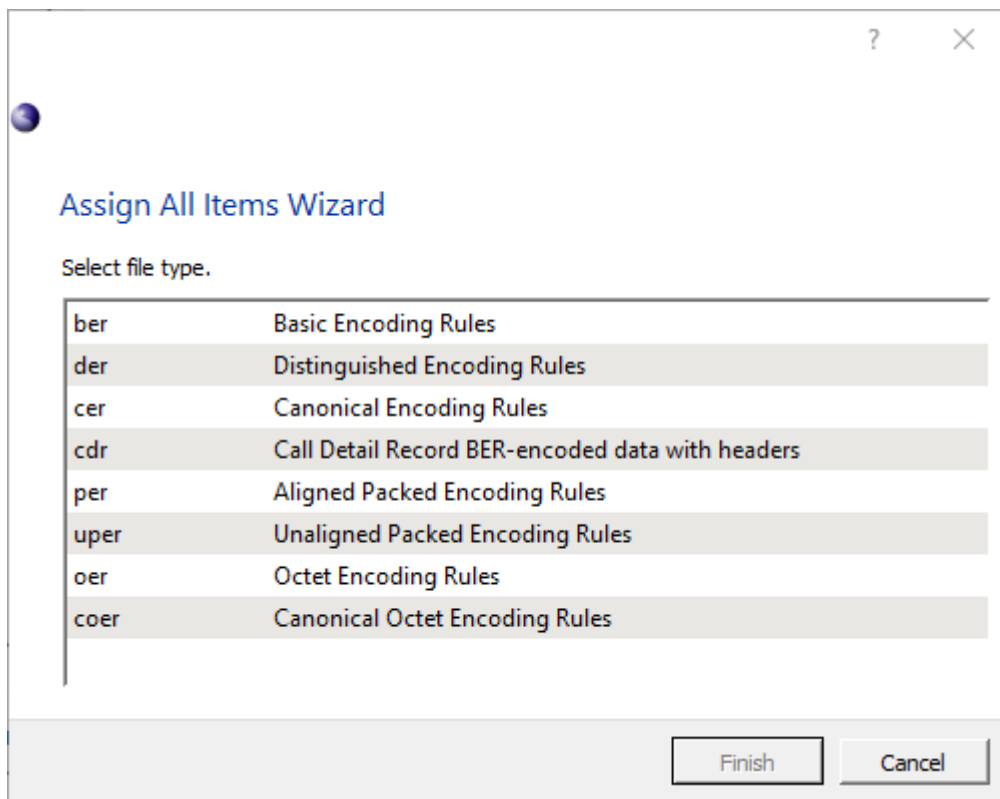 ?
Assign All Items Wizard
Select file type.
ber Basic Encoding Rules
der Distinguished Encoding Rules
cer Canonical Encoding Rules
cdr Call Detail Record BER-encoded data with headers
per Aligned Packed Encoding Rules
uper Unaligned Packed Encoding Rules
oer Octet Encoding Rules
coer Canonical Octet Encoding Rules
Finish Cancel